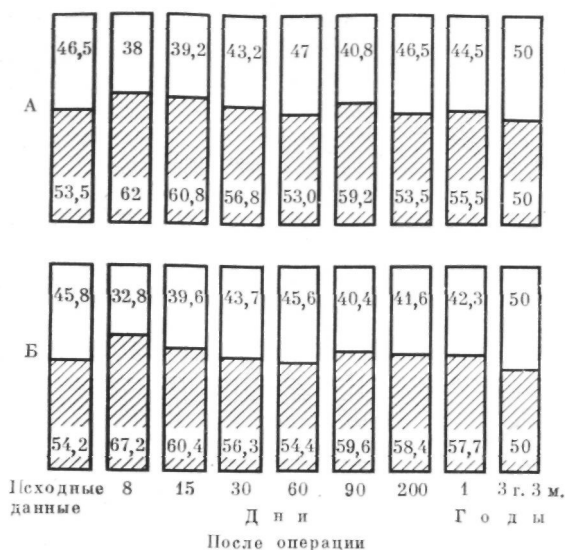 46,5 38 39,2 43,2 47 40,8 46,5 44,5 50
А
53,5 62 60,8 56,8 53,0 59,2 53,5 55,5 50
45,8 32,8 39,6 43,7 45,6 40,4 41,6 42,3 50
Б
54,2 67,2 60,4 56,3 54,4 59,6 58,4 57,7 50
Исходные 8 15 30 60 90 200 1 3 г. 3 м.
данные Дни Годы
После операции